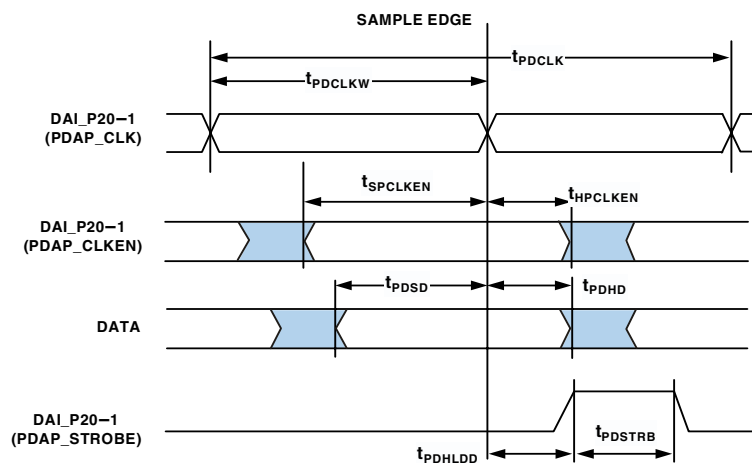 SAMPLE EDGE
tPDCLK
tPDCLKW
DAI_P20–1
(PDAP_CLK)
tSPCLKEN
tHPCLKEN
DAI_P20–1
(PDAP_CLKEN)
tPDSD
tPDHD
DATA
DAI_P20–1
(PDAP_STROBE)
tPDSTRB
tPDHLDD